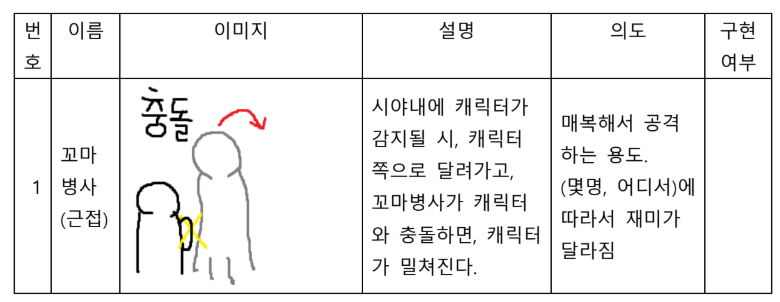 번호
이름
이미지
설명
의도
구현
여부
1
꼬마
병사
(근접)
충돌
시야내에 캐릭터가
감지될 시, 캐릭터
쪽으로 달려가고,
꼬마병사가 캐릭터
와 충돌하면, 캐릭터
가 밀쳐진다.
매복해서 공격
하는 용도.
(몇명, 어디서)에
따라서 재미가
달라짐